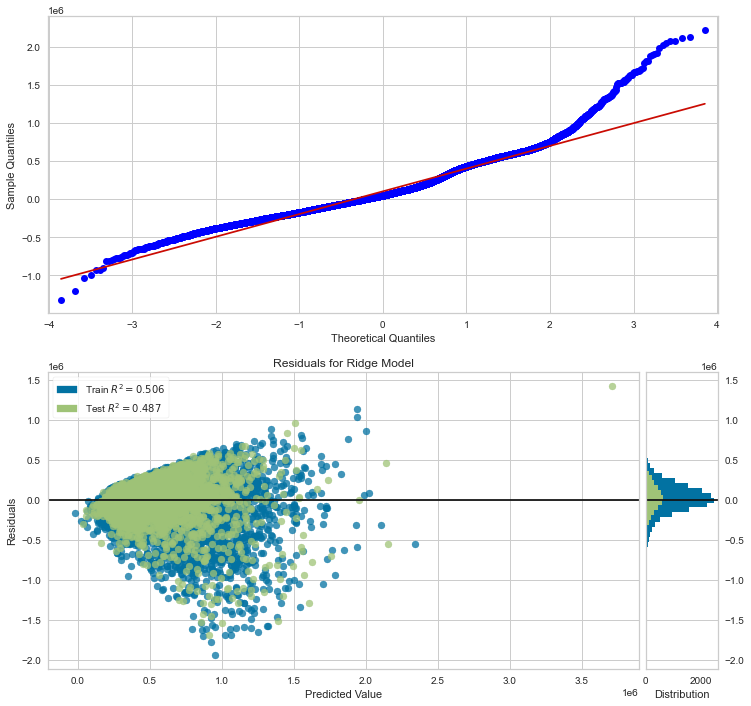 1e6
2.0
1.5
1.0
0.5
0.0
−0.5
−1.0
Sample Quantiles
−4 −3 −2 −1 0 1 2 3 4
Theoretical Quantiles
Residuals for Ridge Model
1e6
1e6
Train R² = 0.506
Test R² = 0.487
1.5 1.5
1.0 1.0
0.5 0.5
0.0 0.0
−0.5 −0.5
−1.0 −1.0
−1.5 −1.5
−2.0 −2.0
Residuals
0.0 0.5 1.0 1.5 2.0 2.5 3.0 3.5 0 2000
1e6
Predicted Value Distribution